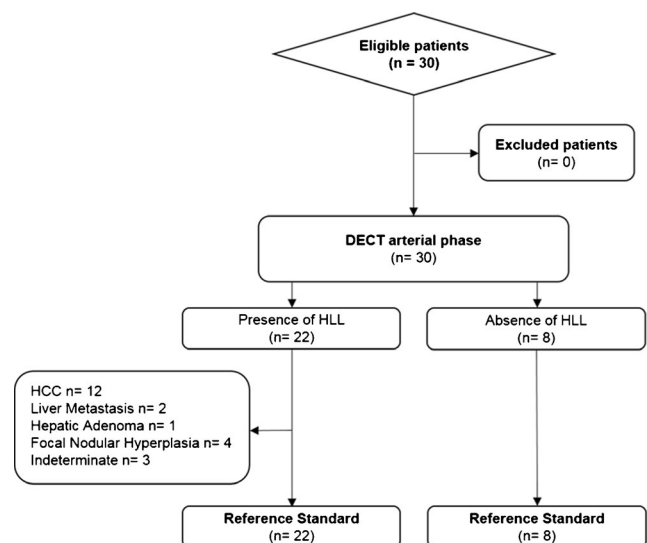 Eligible patients
(n = 30)
Excluded patients
(n= 0)
DECT arterial phase
(n= 30)
Presence of HLL
(n= 22)
Absence of HLL
(n= 8)
HCC n= 12
Liver Metastasis n= 2
Hepatic Adenoma n= 1
Focal Nodular Hyperplasia n= 4
Indeterminate n= 3
Reference Standard
(n= 22)
Reference Standard
(n= 8)